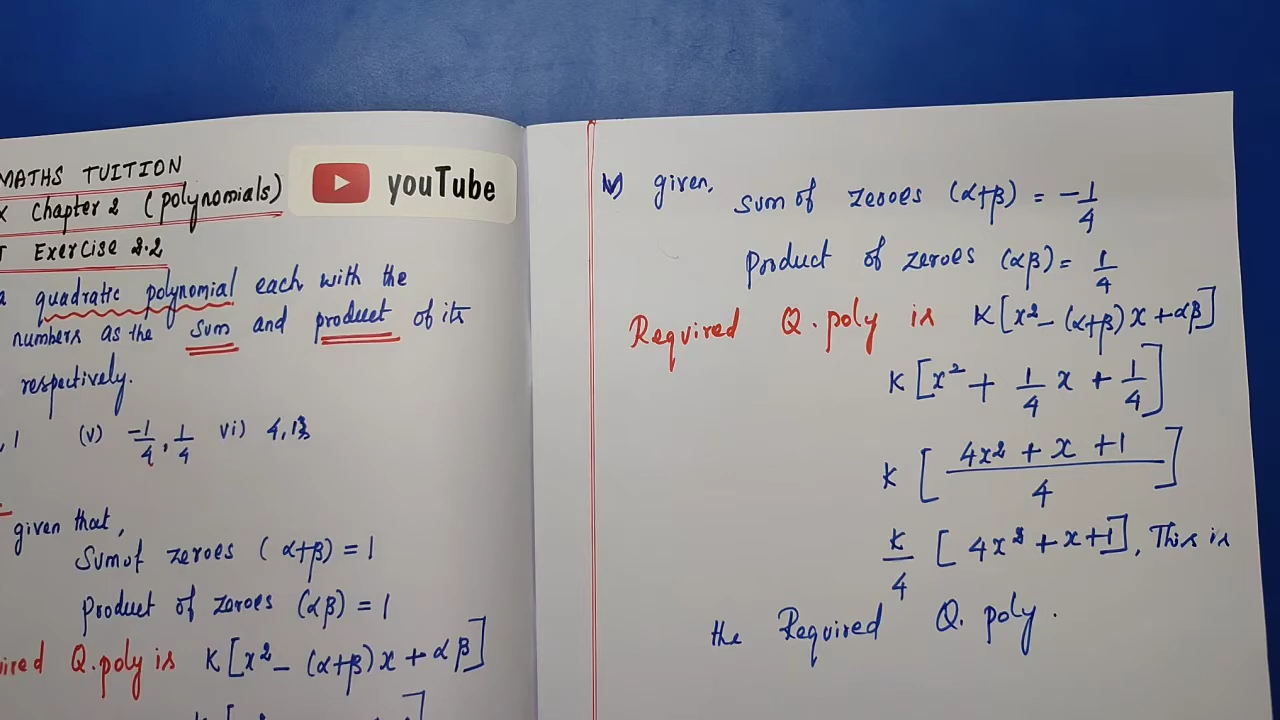 MATHS TUITION
X Chapter 2 (polynomials)
Exercise 2.2
youTube
a quadratic polynomial each with the
numbers as the sum and product of its
respectively.
, 1 (v) -1/4, 1/4 vi) 4, 1
given that,
Sum of zeroes (α+β) = 1
product of zeroes (αβ) = 1
Q.poly is K[x² - (α+β)x + αβ]
given, sum of zeroes (α+β) = -1/4
product of zeroes (αβ) = 1/4
Required Q.poly is K[x² - (α+β)x + αβ]
K[x² + 1/4 x + 1/4]
K[(4x² + x + 1)/4]
K/4 [4x² + x + 1], This is
the Required Q.poly.